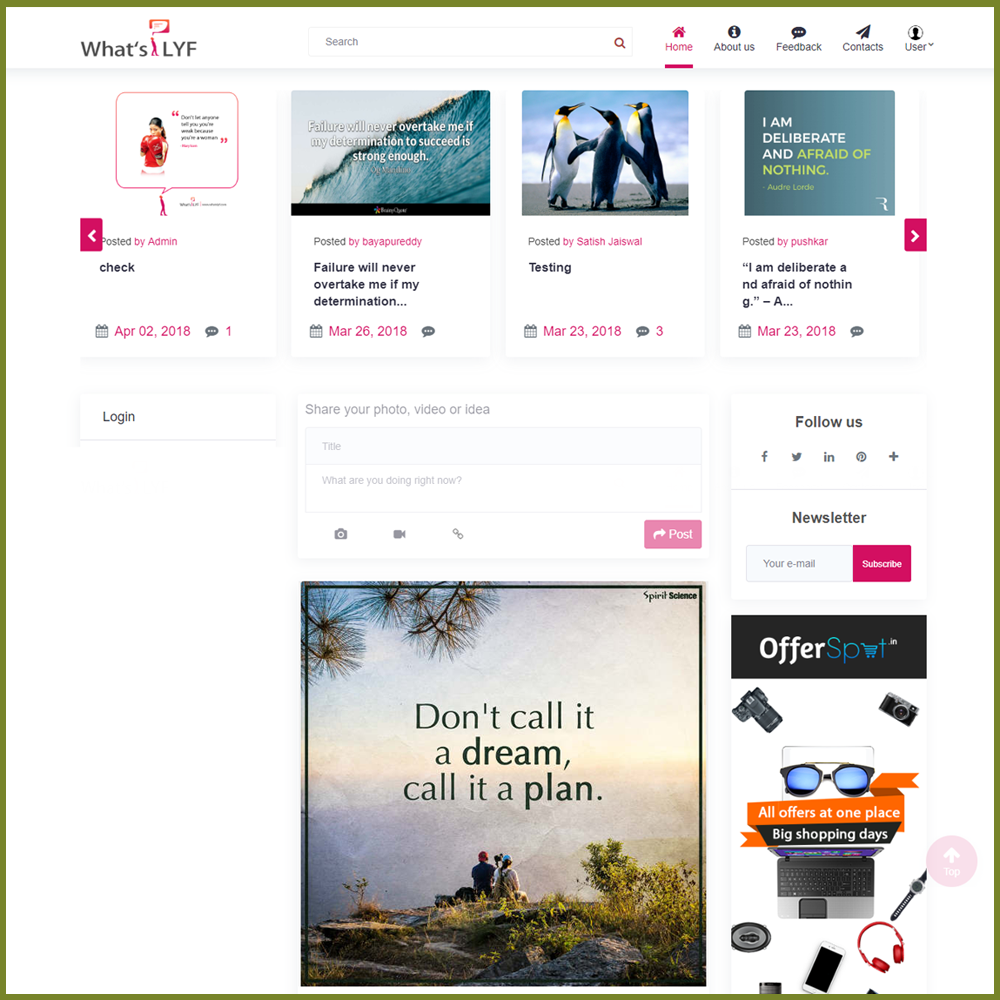 What's LYF
Search
Home
About us
Feedback
Contacts
User
Don't let anyone
tell you you're
weak because
you're a woman.
Failure will never overtake me if
my determination to succeed is
strong enough.
Og Mandino
BrainyQuote
I AM
DELIBERATE
AND AFRAID OF
NOTHING.
- Audre Lorde
Posted by Admin
check
Apr 02, 2018 1
Posted by bayapureddy
Failure will never
overtake me if my
determination...
Mar 26, 2018
Posted by Satish Jaiswal
Testing
Mar 23, 2018 3
Posted by pushkar
“I am deliberate a
nd afraid of nothin
g.” – A...
Mar 23, 2018
Login
Share your photo, video or idea
Title
What are you doing right now?
Post
Spirit Science
Don't call it
a dream,
call it a plan.
Follow us
Newsletter
Your e-mail
Subscribe
OfferSpot.in
All offers at one place
Big shopping days
Top